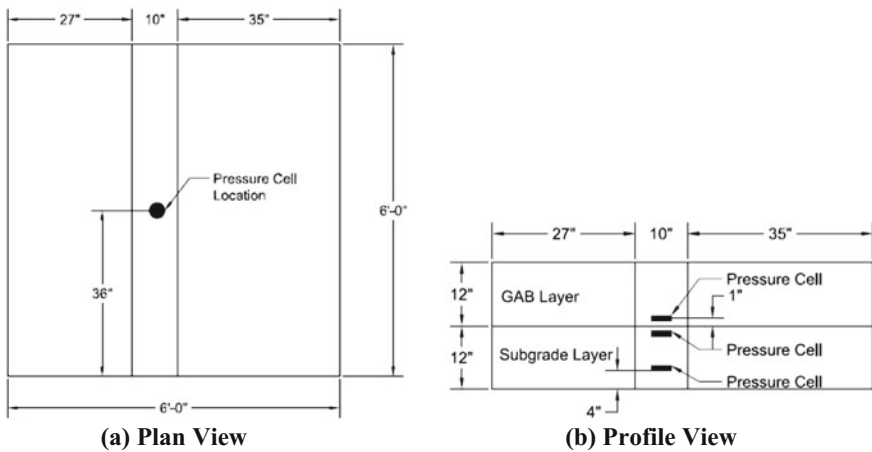 27"
10"
35"
Pressure Cell
Location
6'-0"
36"
6'-0"
(a) Plan View
27"
10"
35"
Pressure Cell
12"
GAB Layer
1"
12"
Subgrade Layer
Pressure Cell
Pressure Cell
4"
(b) Profile View